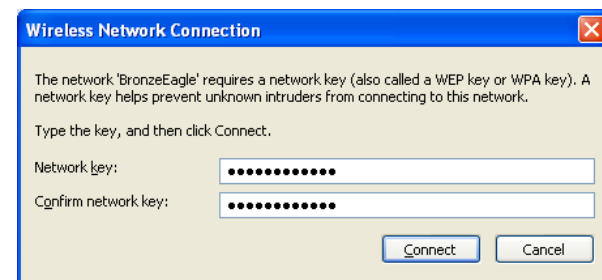 Wireless Network Connection
The network 'BronzeEagle' requires a network key (also called a WEP key or WPA key). A
network key helps prevent unknown intruders from connecting to this network.
Type the key, and then click Connect.
Network key: ●●●●●●●●●●●●
Confirm network key: ●●●●●●●●●●●●
Connect Cancel